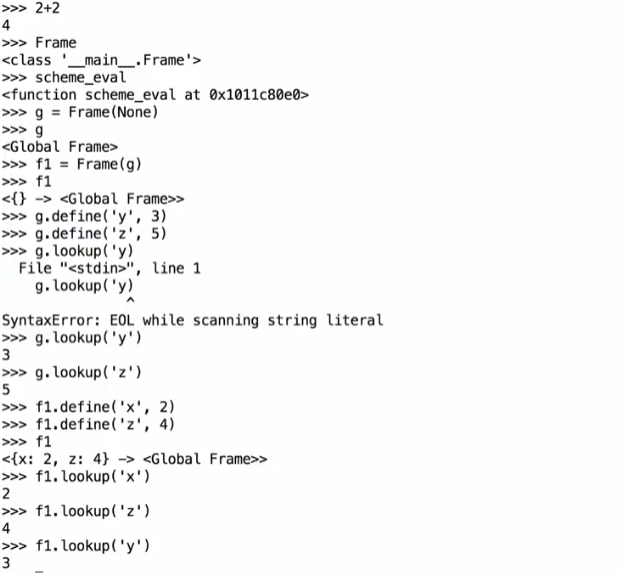 >>> 2+2
4
>>> Frame
<class '__main__.Frame'>
>>> scheme_eval
<function scheme_eval at 0x1011c80e0>
>>> g = Frame(None)
>>> g
<Global Frame>
>>> f1 = Frame(g)
>>> f1
<{} -> <Global Frame>>
>>> g.define('y', 3)
>>> g.define('z', 5)
>>> g.lookup('y)
  File "<stdin>", line 1
    g.lookup('y)
               ^
SyntaxError: EOL while scanning string literal
>>> g.lookup('y')
3
>>> g.lookup('z')
5
>>> f1.define('x', 2)
>>> f1.define('z', 4)
>>> f1
<{x: 2, z: 4} -> <Global Frame>>
>>> f1.lookup('x')
2
>>> f1.lookup('z')
4
>>> f1.lookup('y')
3